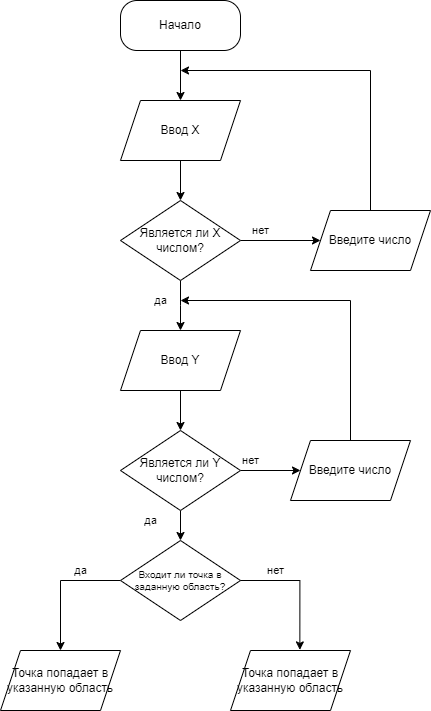 Начало
Ввод X
Является ли X
числом?
нет
Введите число
да
Ввод Y
Является ли Y
числом?
нет
Введите число
да
Входит ли точка в
заданную область?
да
нет
Точка попадает в
указанную область
Точка попадает в
указанную область